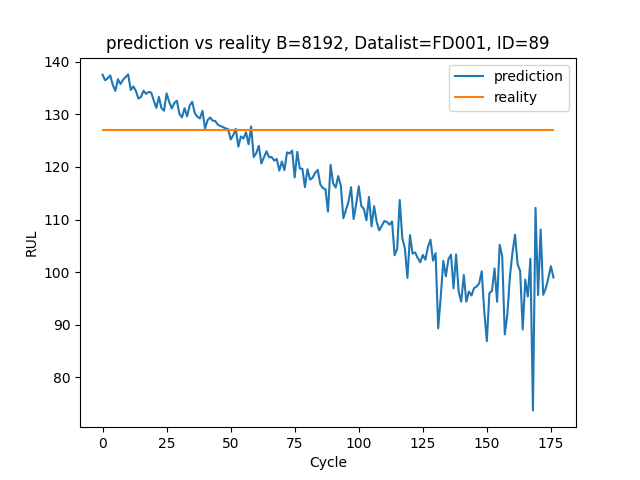 prediction vs reality B=8192, Datalist=FD001, ID=89
prediction
reality
140
130
120
110
100
90
80
RUL
0 25 50 75 100 125 150 175
Cycle